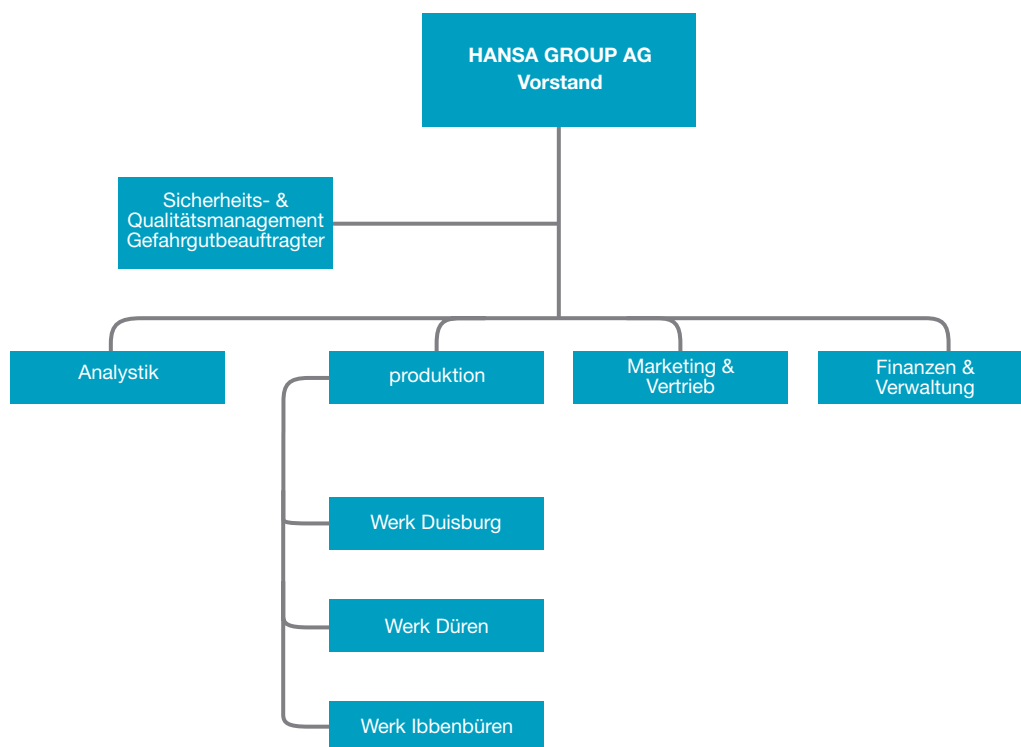 HANSA GROUP AG
Vorstand
Sicherheits- &
Qualitätsmanagement
Gefahrgutbeauftragter
Analystik
produktion
Marketing &
Vertrieb
Finanzen &
Verwaltung
Werk Duisburg
Werk Düren
Werk Ibbenbüren